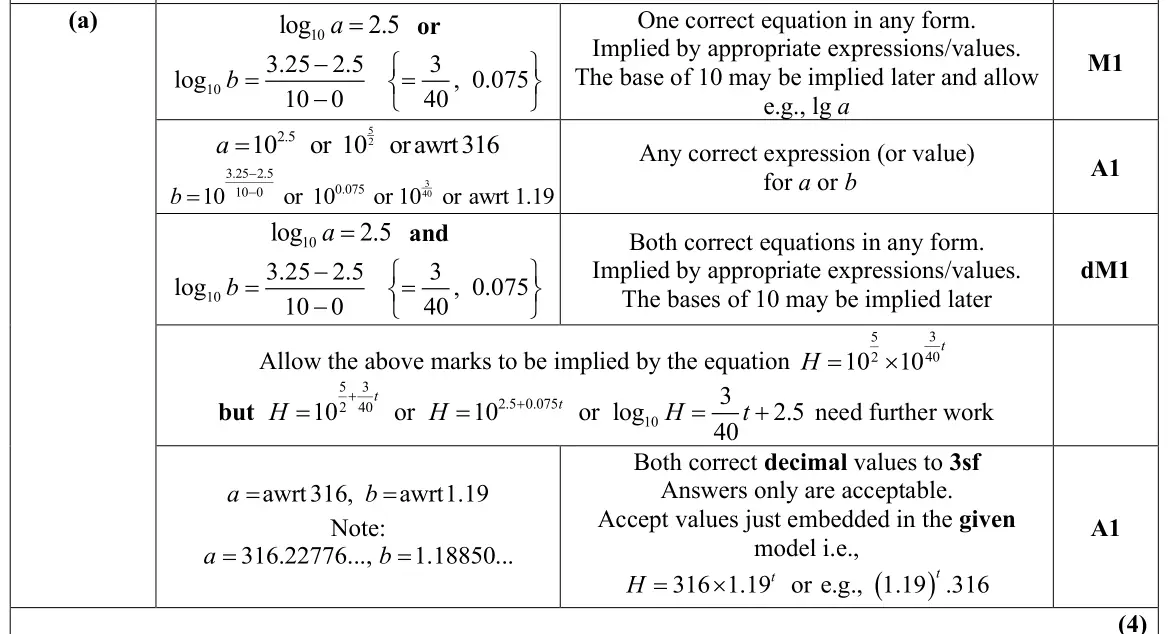 (a)
log₁₀ a = 2.5 or
log₁₀ b = (3.25 − 2.5)/(10 − 0) { = 3/40, 0.075 }
One correct equation in any form.
Implied by appropriate expressions/values.
The base of 10 may be implied later and allow
e.g., lg a
M1
a = 10^2.5 or 10^(5/2) or awrt 316
b = 10^((3.25−2.5)/(10−0)) or 10^0.075 or 10^(3/40) or awrt 1.19
Any correct expression (or value)
for a or b
A1
log₁₀ a = 2.5 and
log₁₀ b = (3.25 − 2.5)/(10 − 0) { = 3/40, 0.075 }
Both correct equations in any form.
Implied by appropriate expressions/values.
The bases of 10 may be implied later
dM1
Allow the above marks to be implied by the equation H = 10^(5/2) × 10^(3/40 t)
but H = 10^(5/2 + 3/40 t) or H = 10^(2.5+0.075t) or log₁₀ H = 3/40 t + 2.5 need further work
a = awrt 316, b = awrt 1.19
Note:
a = 316.22776..., b = 1.18850...
Both correct decimal values to 3sf
Answers only are acceptable.
Accept values just embedded in the given
model i.e.,
H = 316 × 1.19^t or e.g., (1.19)^t .316
A1
(4)